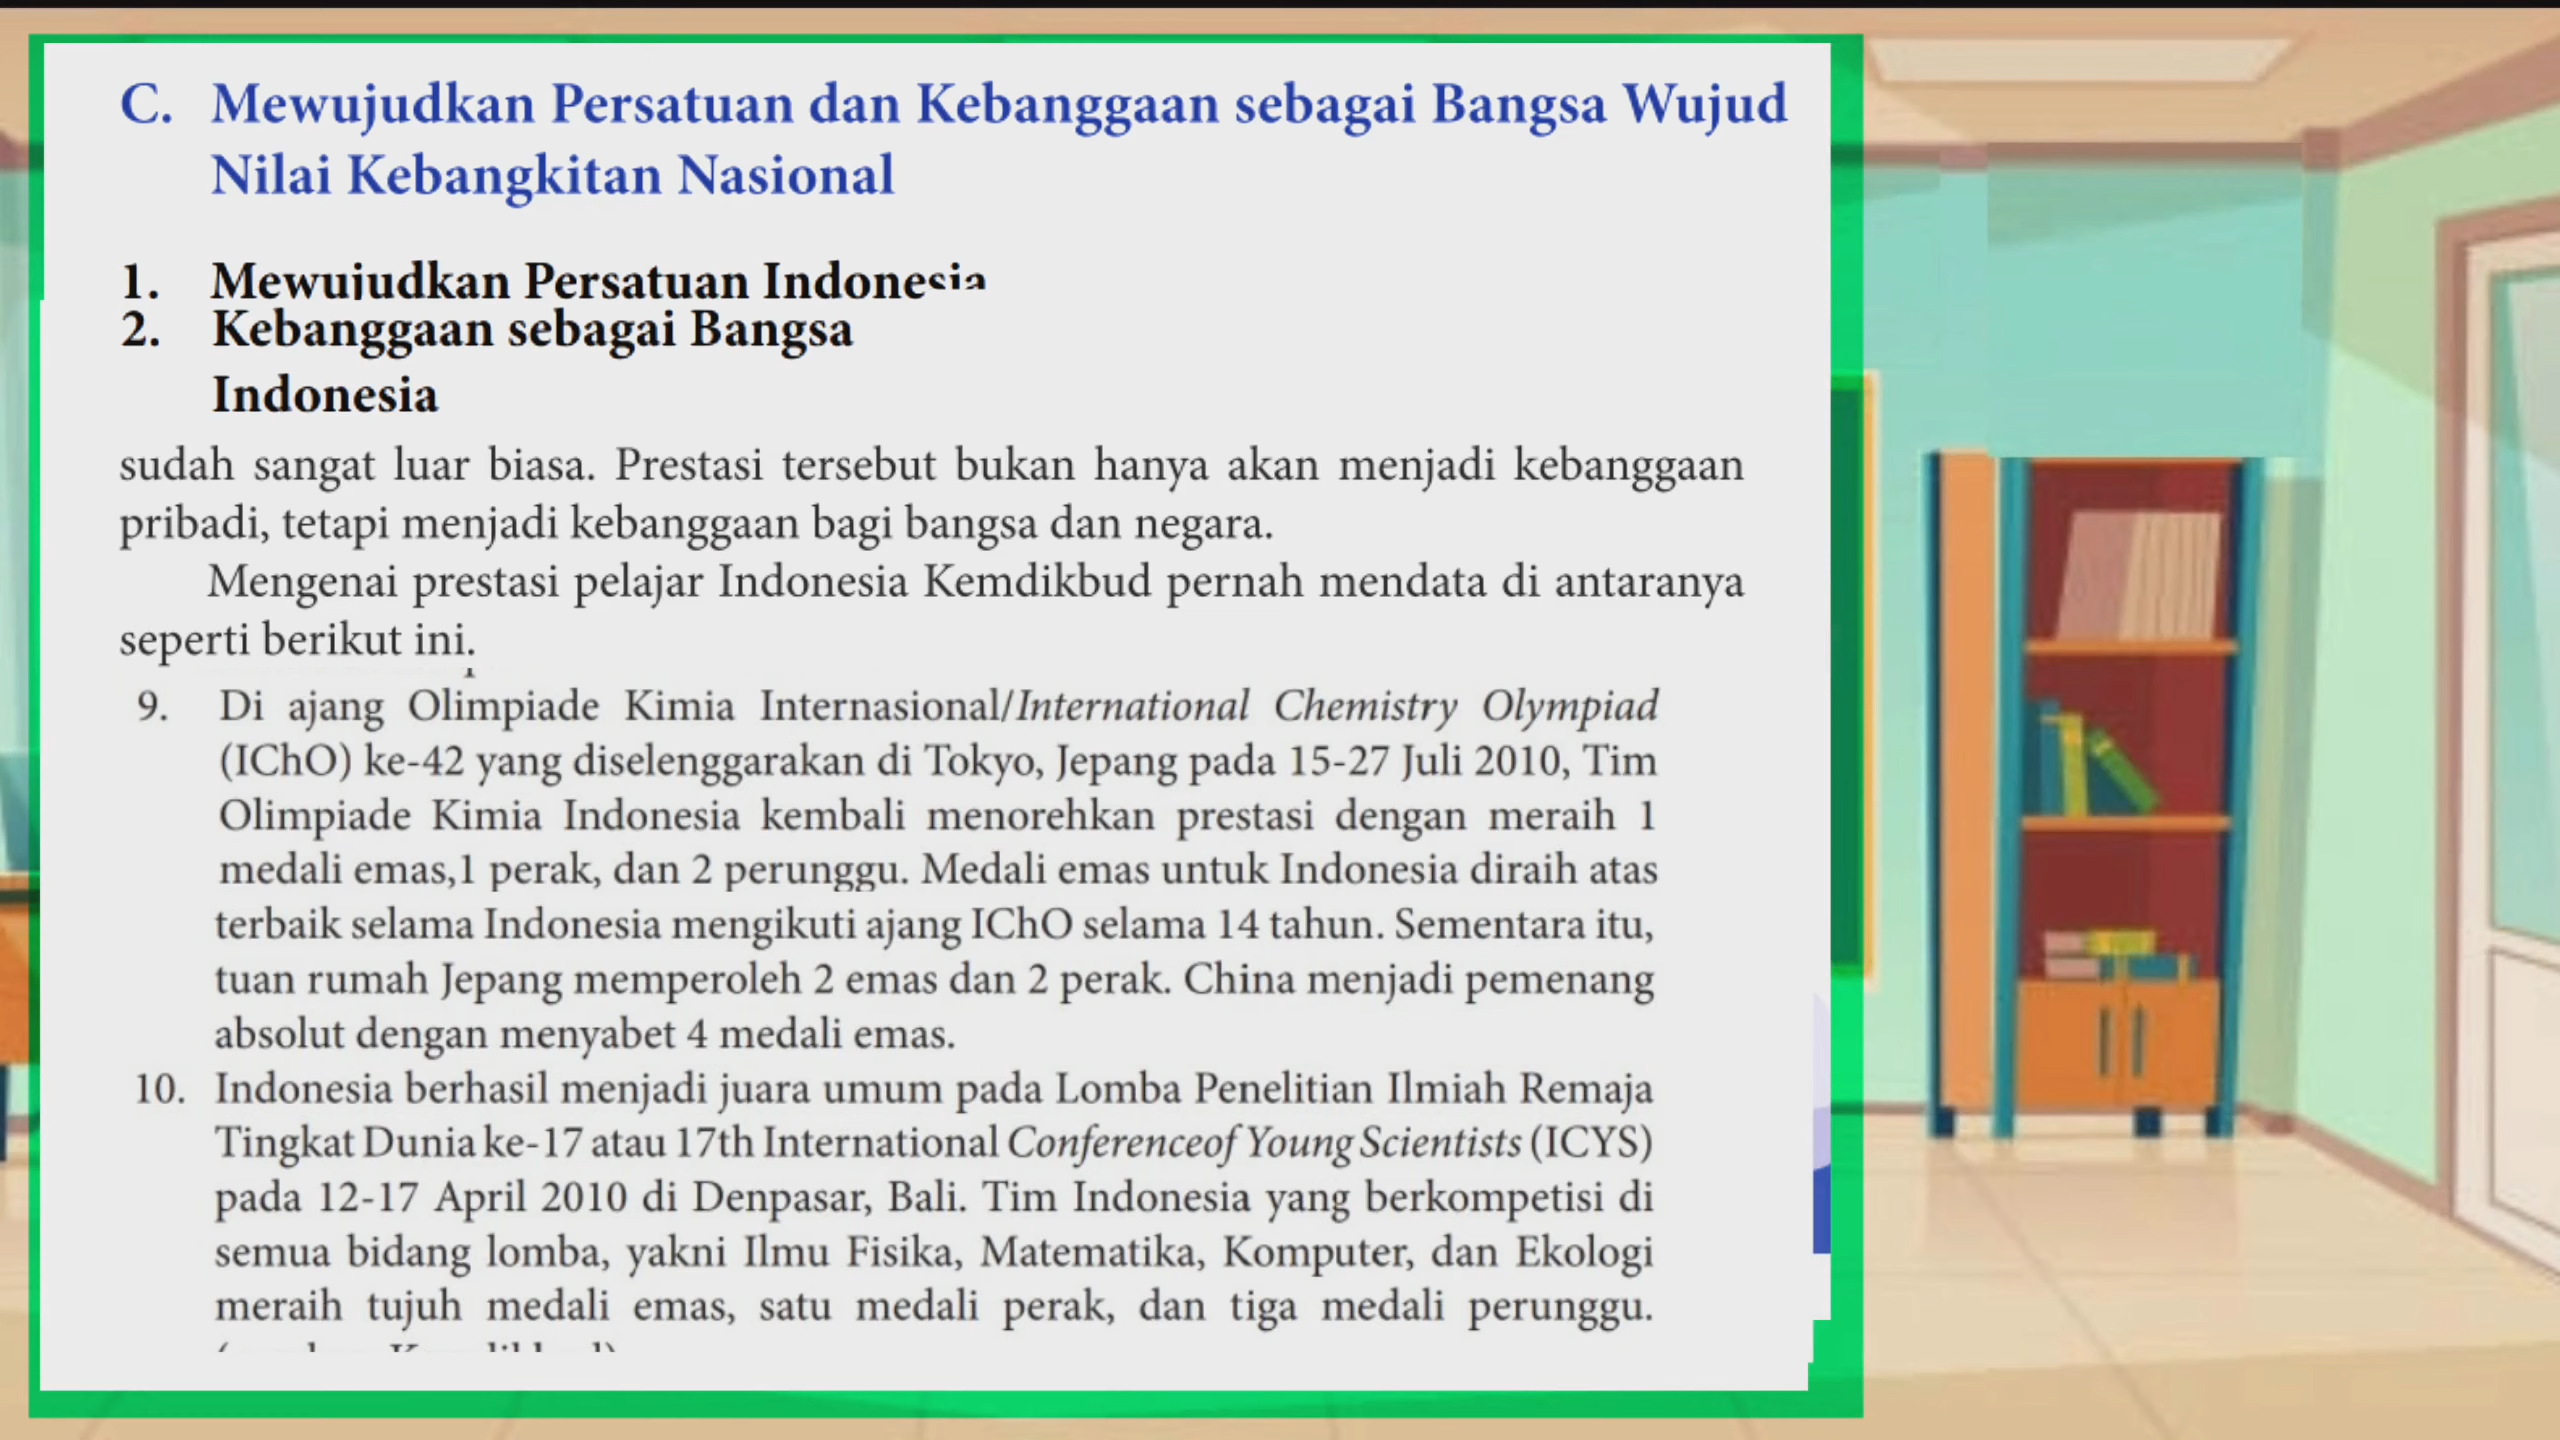 C. Mewujudkan Persatuan dan Kebanggaan sebagai Bangsa Wujud
Nilai Kebangkitan Nasional
1. Mewujudkan Persatuan Indonesia
2. Kebanggaan sebagai Bangsa
Indonesia
sudah sangat luar biasa. Prestasi tersebut bukan hanya akan menjadi kebanggaan
pribadi, tetapi menjadi kebanggaan bagi bangsa dan negara.
Mengenai prestasi pelajar Indonesia Kemdikbud pernah mendata di antaranya
seperti berikut ini.
9. Di ajang Olimpiade Kimia Internasional/International Chemistry Olympiad
(IChO) ke-42 yang diselenggarakan di Tokyo, Jepang pada 15-27 Juli 2010, Tim
Olimpiade Kimia Indonesia kembali menorehkan prestasi dengan meraih 1
medali emas,1 perak, dan 2 perunggu. Medali emas untuk Indonesia diraih atas
terbaik selama Indonesia mengikuti ajang IChO selama 14 tahun. Sementara itu,
tuan rumah Jepang memperoleh 2 emas dan 2 perak. China menjadi pemenang
absolut dengan menyabet 4 medali emas.
10. Indonesia berhasil menjadi juara umum pada Lomba Penelitian Ilmiah Remaja
Tingkat Dunia ke-17 atau 17th International Conferenceof Young Scientists (ICYS)
pada 12-17 April 2010 di Denpasar, Bali. Tim Indonesia yang berkompetisi di
semua bidang lomba, yakni Ilmu Fisika, Matematika, Komputer, dan Ekologi
meraih tujuh medali emas, satu medali perak, dan tiga medali perunggu.